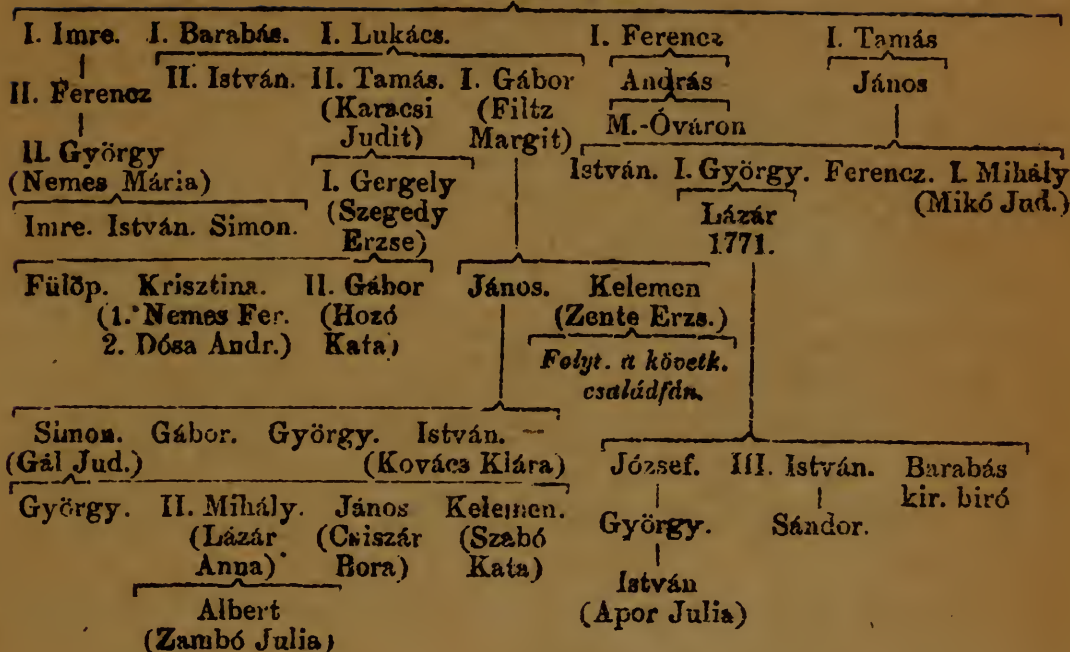 I. Imre. I. Barabás. I. Lukács. I. Ferencz I. Tamás
II. Ferencz II. István. II. Tamás. I. Gábor András János
(Karacsi (Filtz
Judit) Margit) M.-Óváron
II. György István. I. György. Ferencz. I. Mihály
(Nemes Mária) I. Gergely (Mikó Jud.)
(Szegedy Lázár
Imre. István. Simon. Erzse) 1771.
Fülöp. Krisztina. II. Gábor János. Kelemen
(1. Nemes Fer. (Hozó (Zente Erzs.)
2. Dósa Andr.) Kata)
Folyt. a követk.
családfán.
Simon. Gábor. György. István.
(Gál Jud.) (Kovács Klára) József. III. István. Barabás
kir. biró
György. II. Mihály. János Kelemen.
(Lázár (Csiszár (Szabó György. Sándor.
Anna) Bora) Kata)
István
Albert (Apor Julia)
(Zambó Julia)